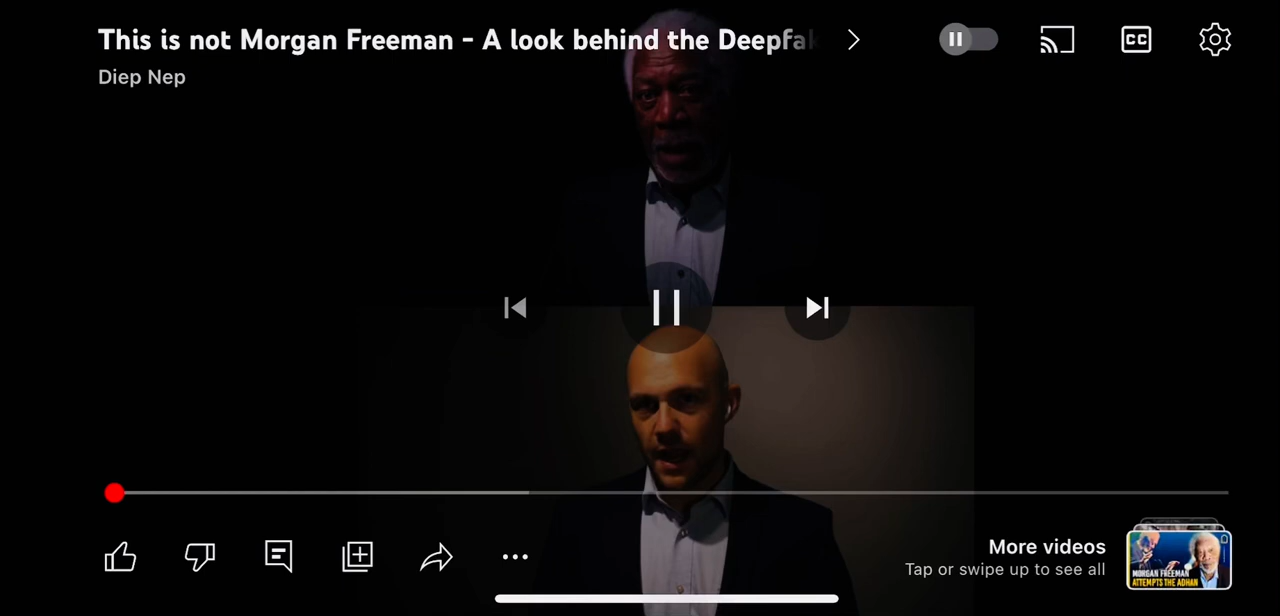 This is not Morgan Freeman - A look behind the Deepfak
Diep Nep
CC
More videos
Tap or swipe up to see all
MORGAN FREEMAN
ATTEMPTS THE ADHAN